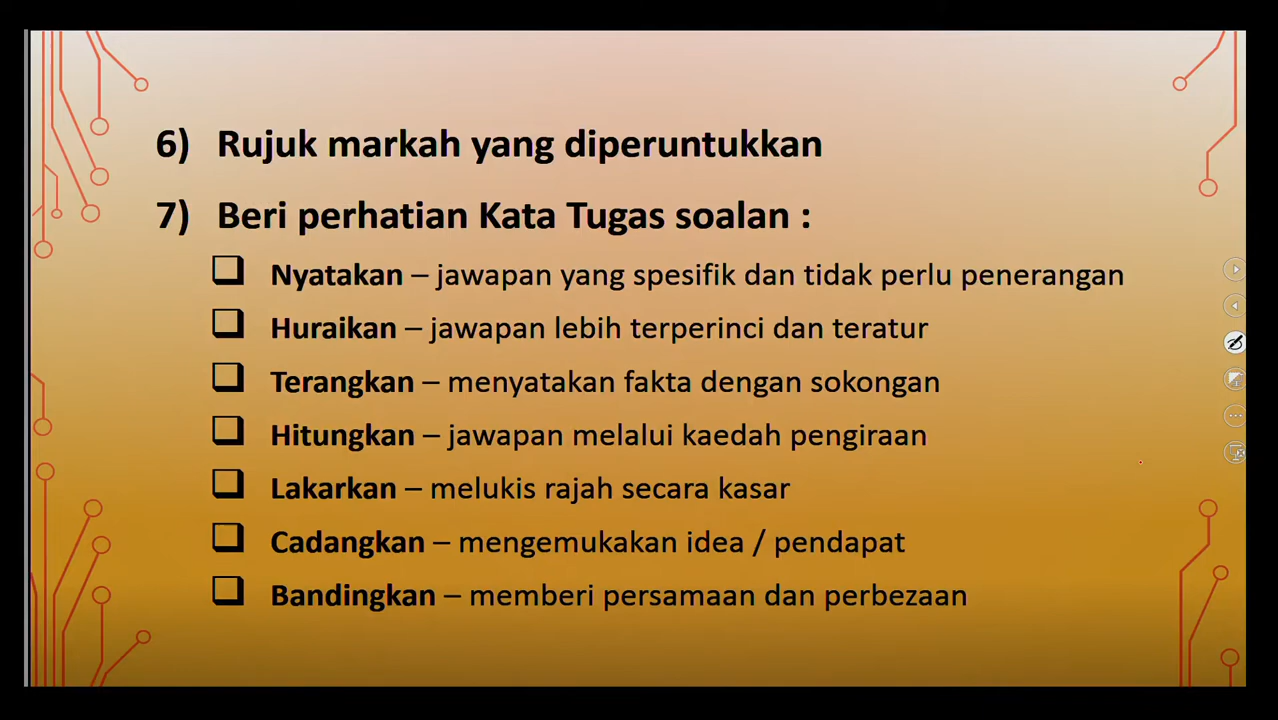 6) Rujuk markah yang diperuntukkan
7) Beri perhatian Kata Tugas soalan :
Nyatakan – jawapan yang spesifik dan tidak perlu penerangan
Huraikan – jawapan lebih terperinci dan teratur
Terangkan – menyatakan fakta dengan sokongan
Hitungkan – jawapan melalui kaedah pengiraan
Lakarkan – melukis rajah secara kasar
Cadangkan – mengemukakan idea / pendapat
Bandingkan – memberi persamaan dan perbezaan